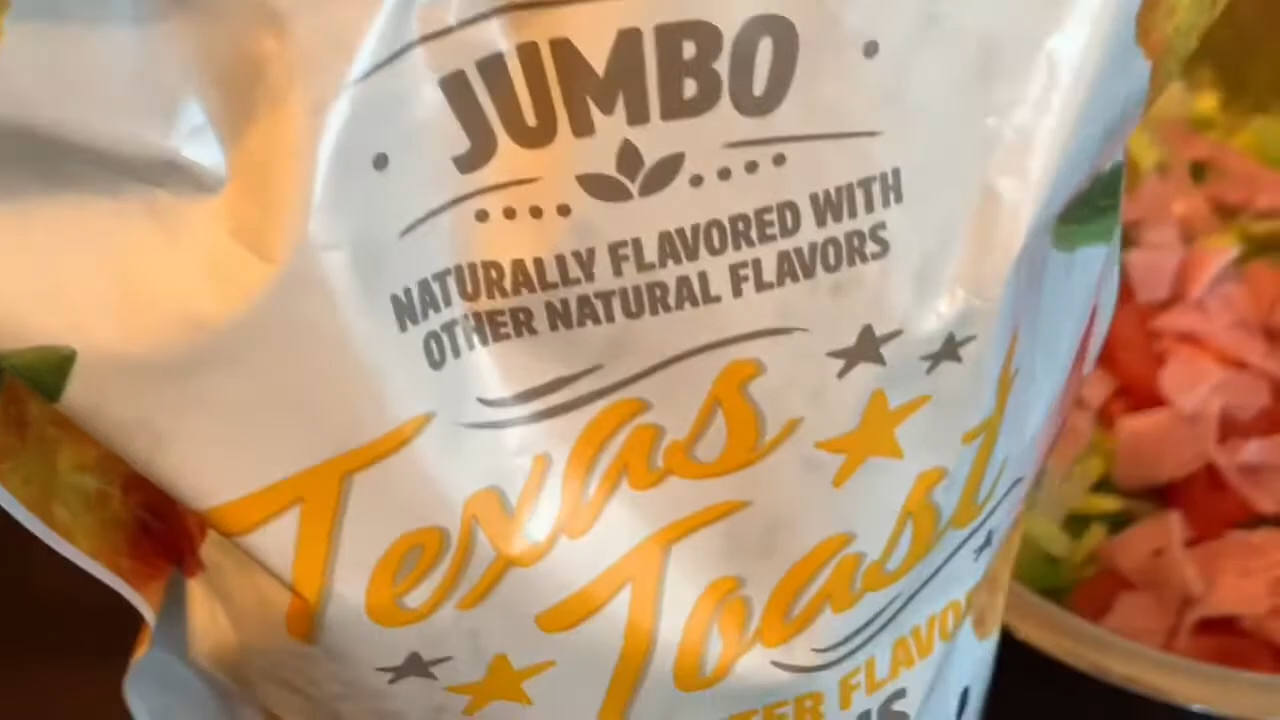 JUMBO
NATURALLY FLAVORED WITH
OTHER NATURAL FLAVORS
Texas
Toast